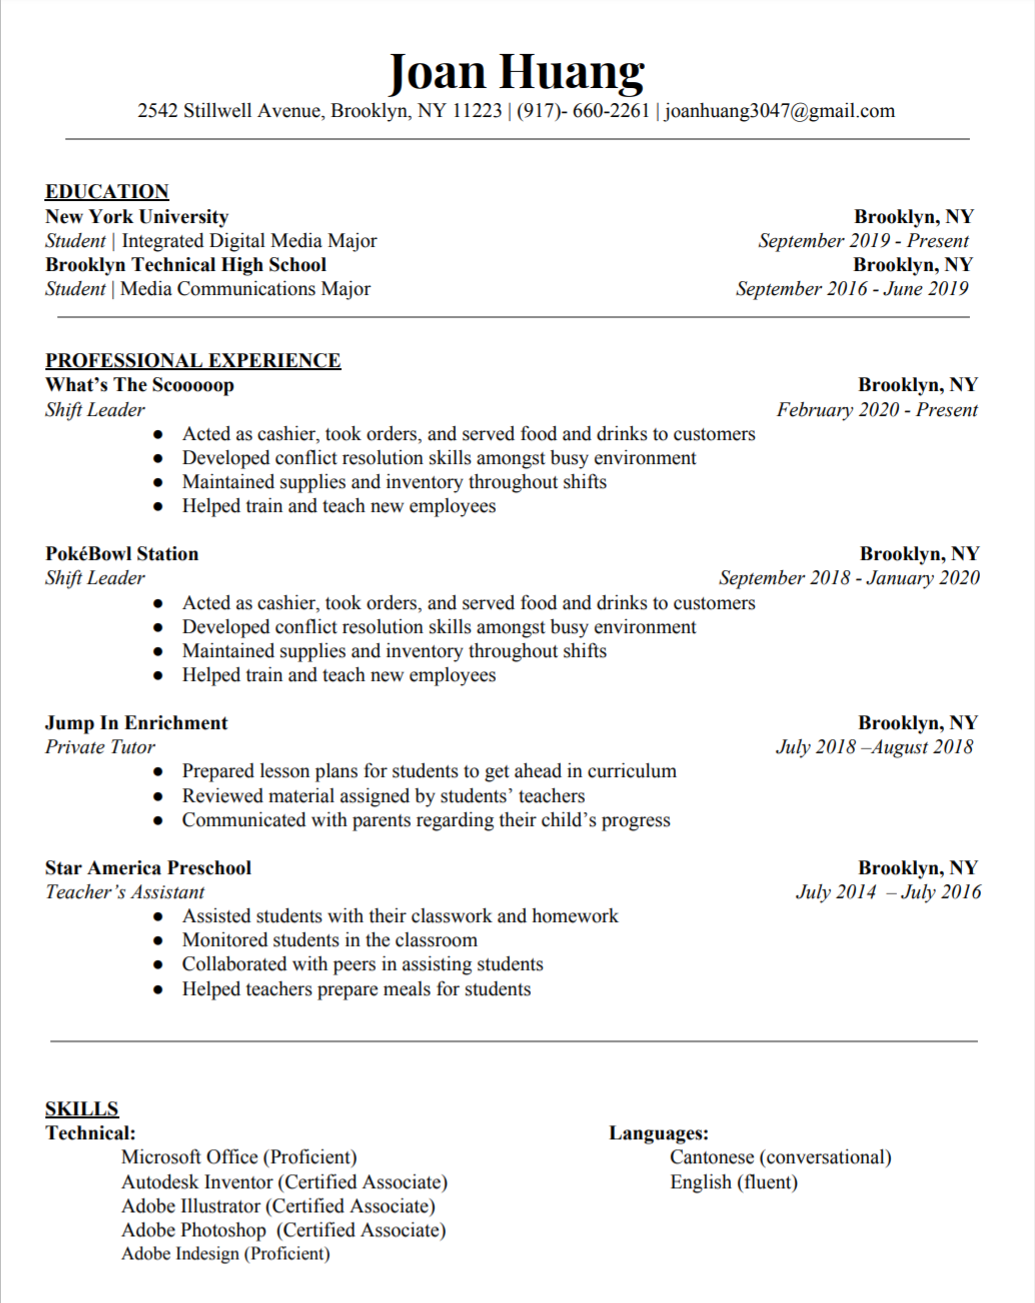 Joan Huang
2542 Stillwell Avenue, Brooklyn, NY 11223 | (917)- 660-2261 | joanhuang3047@gmail.com
EDUCATION
New York University Brooklyn, NY
Student | Integrated Digital Media Major September 2019 - Present
Brooklyn Technical High School Brooklyn, NY
Student | Media Communications Major September 2016 - June 2019
PROFESSIONAL EXPERIENCE
What's The Scooooop Brooklyn, NY
Shift Leader February 2020 - Present
● Acted as cashier, took orders, and served food and drinks to customers
● Developed conflict resolution skills amongst busy environment
● Maintained supplies and inventory throughout shifts
● Helped train and teach new employees
PokéBowl Station Brooklyn, NY
Shift Leader September 2018 - January 2020
● Acted as cashier, took orders, and served food and drinks to customers
● Developed conflict resolution skills amongst busy environment
● Maintained supplies and inventory throughout shifts
● Helped train and teach new employees
Jump In Enrichment Brooklyn, NY
Private Tutor July 2018 –August 2018
● Prepared lesson plans for students to get ahead in curriculum
● Reviewed material assigned by students' teachers
● Communicated with parents regarding their child's progress
Star America Preschool Brooklyn, NY
Teacher's Assistant July 2014 – July 2016
● Assisted students with their classwork and homework
● Monitored students in the classroom
● Collaborated with peers in assisting students
● Helped teachers prepare meals for students
SKILLS
Technical: Languages:
Microsoft Office (Proficient) Cantonese (conversational)
Autodesk Inventor (Certified Associate) English (fluent)
Adobe Illustrator (Certified Associate)
Adobe Photoshop (Certified Associate)
Adobe Indesign (Proficient)